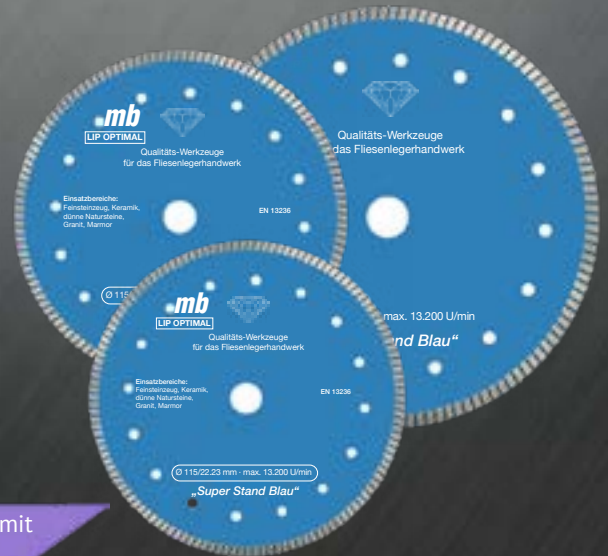 mb
LIP OPTIMAL
Qualitäts-Werkzeuge
für das Fliesenlegerhandwerk
Einsatzbereiche:
Feinsteinzeug, Keramik,
dünne Natursteine,
Granit, Marmor
EN 13236
Ø 115
Qualitäts-Werkzeuge
das Fliesenlegerhandwerk
max. 13.200 U/min
nd Blau“
mb
LIP OPTIMAL
Qualitäts-Werkzeuge
für das Fliesenlegerhandwerk
Einsatzbereiche:
Feinsteinzeug, Keramik,
dünne Natursteine,
Granit, Marmor
EN 13236
Ø 115/22.23 mm · max. 13.200 U/min
„Super Stand Blau“
mit